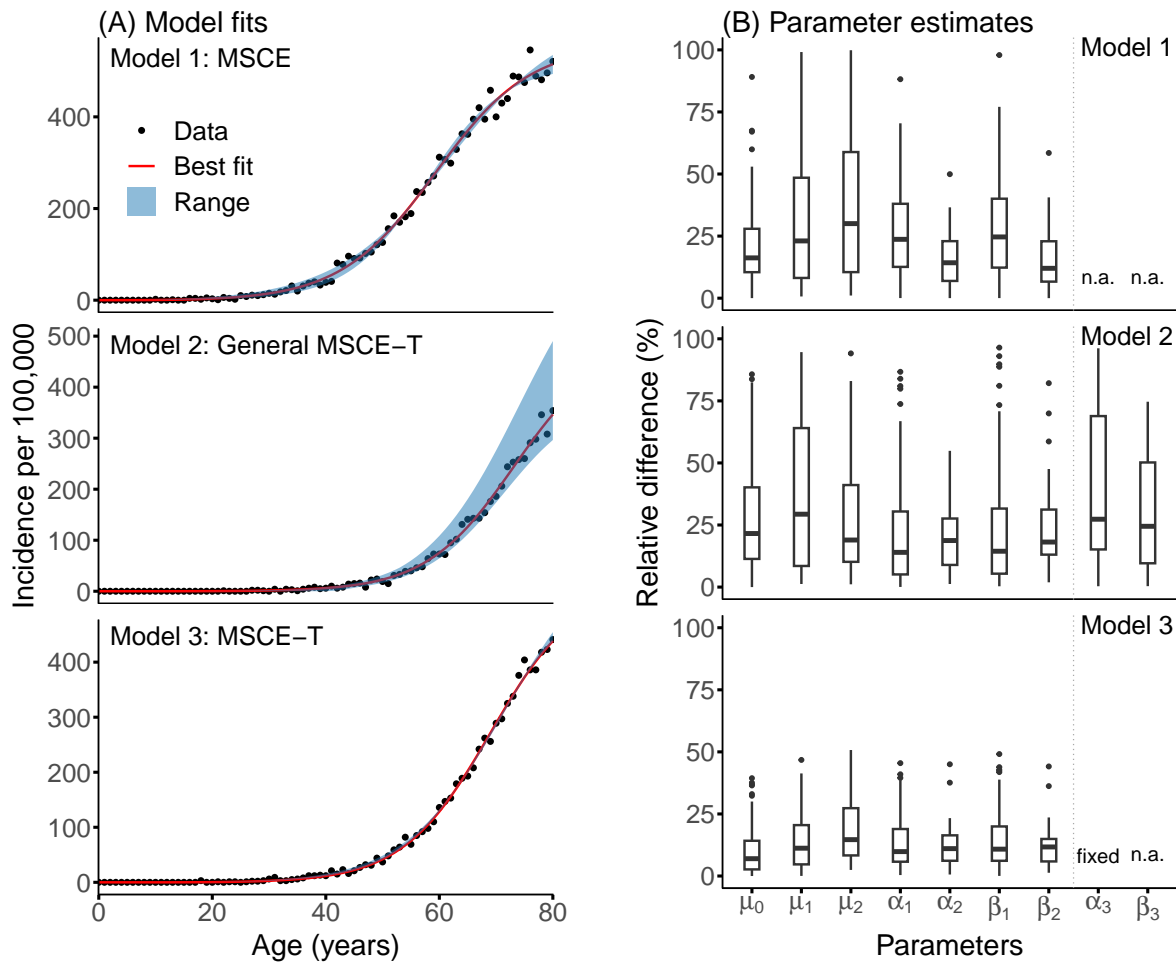 (A) Model fits
Model 1: MSCE
Data
Best fit
Range
400
200
0
Model 2: General MSCE−T
500
400
300
200
100
0
Model 3: MSCE−T
400
300
200
100
0
0 20 40 60 80
Age (years)
Incidence per 100,000
(B) Parameter estimates
Model 1
100
75
50
25
0
n.a. n.a.
Model 2
100
75
50
25
0
Model 3
100
75
50
25
0
fixed n.a.
μ0 μ1 μ2 α1 α2 β1 β2 α3 β3
Parameters
Relative difference (%)